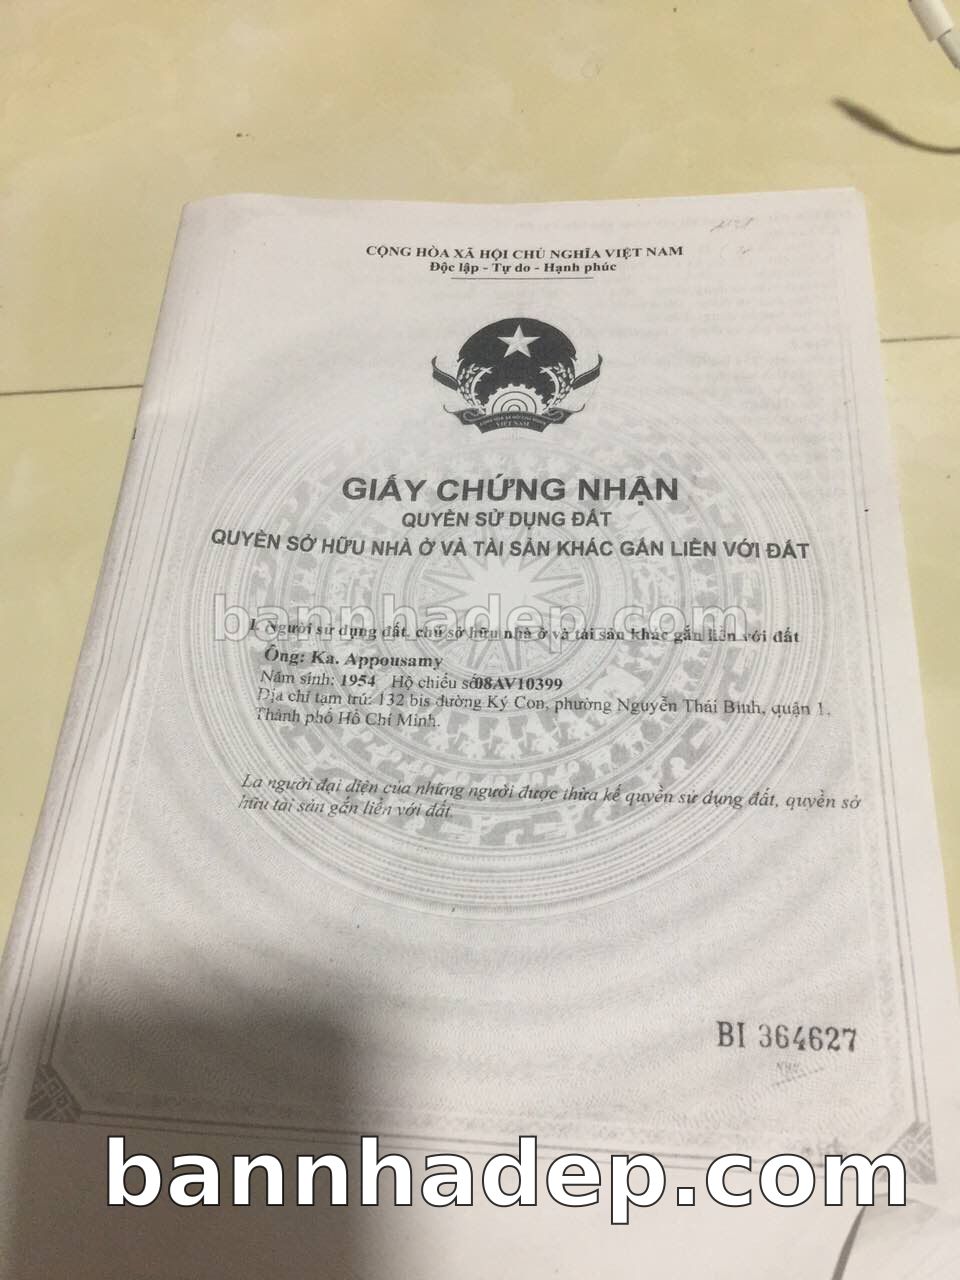 CỘNG HÒA XÃ HỘI CHỦ NGHĨA VIỆT NAM
Độc lập - Tự do - Hạnh phúc
VIỆT NAM
GIẤY CHỨNG NHẬN
QUYỀN SỬ DỤNG ĐẤT
QUYỀN SỞ HỮU NHÀ Ở VÀ TÀI SẢN KHÁC GẮN LIỀN VỚI ĐẤT
bannhadep.com
I. Người sử dụng đất, chủ sở hữu nhà ở và tài sản khác gắn liền với đất
Ông: Ka. Appousamy
Năm sinh: 1954 Hộ chiếu số 08AV10399
Địa chỉ tạm trú: 132 bis đường Ký Con, phường Nguyễn Thái Bình, quận 1,
Thành phố Hồ Chí Minh.
Là người đại diện của những người được thừa kế quyền sử dụng đất, quyền sở
hữu tài sản gắn liền với đất.
BI 364627
bannhadep.com